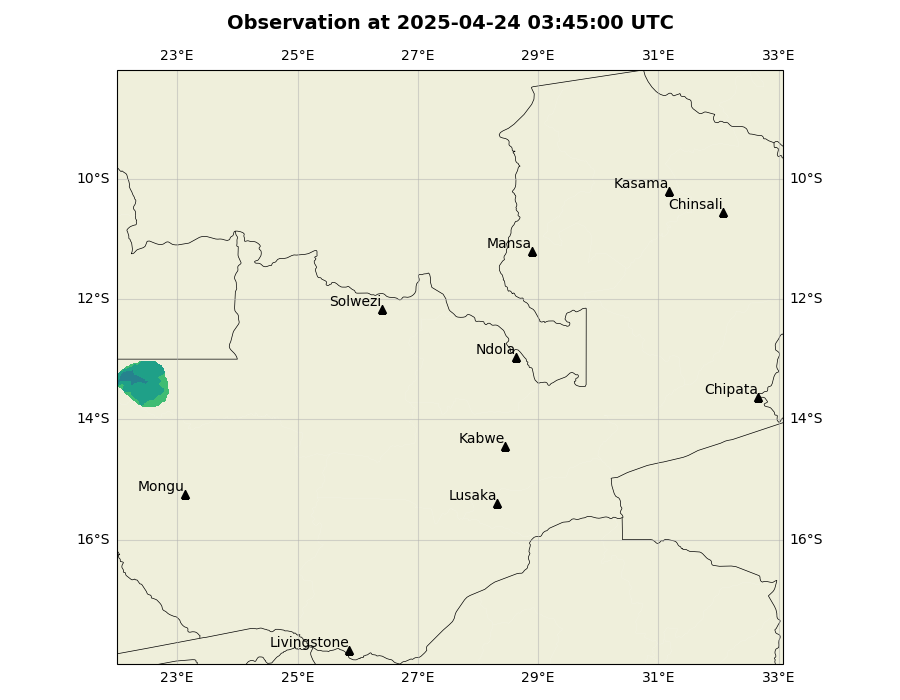 Observation at 2025-04-24 03:45:00 UTC
23°E 25°E 27°E 29°E 31°E 33°E
10°S 10°S
Kasama
Chinsali
Mansa
12°S 12°S
Solwezi
Ndola
Chipata
14°S 14°S
Kabwe
Mongu
Lusaka
16°S 16°S
Livingstone
23°E 25°E 27°E 29°E 31°E 33°E